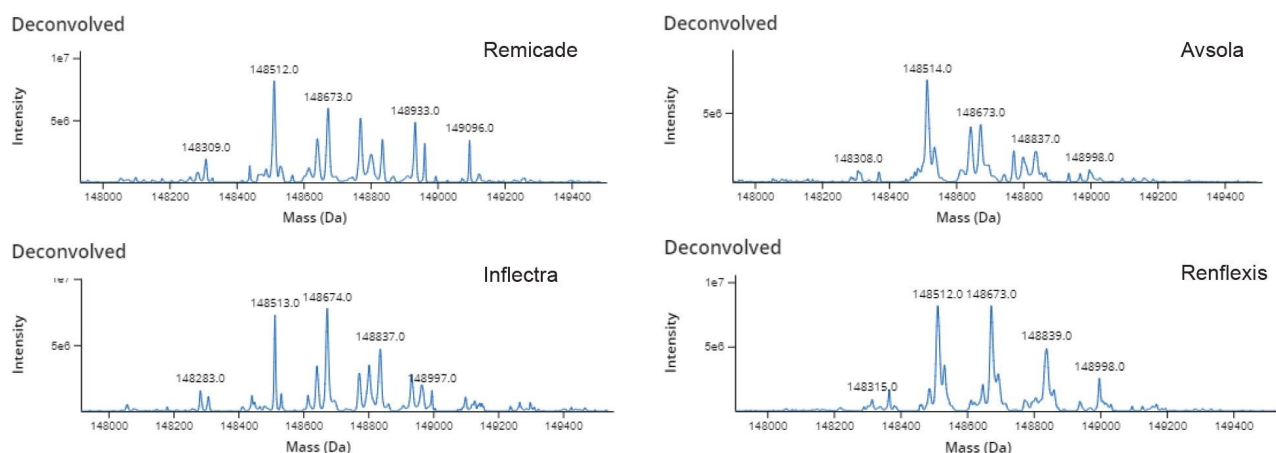 Deconvolved
Remicade
1e7
148512.0
148673.0
148933.0
5e6
149096.0
148309.0
Intensity
148000 148200 148400 148600 148800 149000 149200 149400
Mass (Da)
Deconvolved
Avsola
148514.0
5e6
148673.0
148837.0
148308.0
148998.0
Intensity
148000 148200 148400 148600 148800 149000 149200 149400
Mass (Da)
Deconvolved
Inflectra
1e7
148513.0
148674.0
148837.0
5e6
148283.0
148997.0
Intensity
148000 148200 148400 148600 148800 149000 149200 149400
Mass (Da)
Deconvolved
Renflexis
1e7
148512.0 148673.0
148839.0
5e6
148998.0
148315.0
Intensity
148000 148200 148400 148600 148800 149000 149200 149400
Mass (Da)